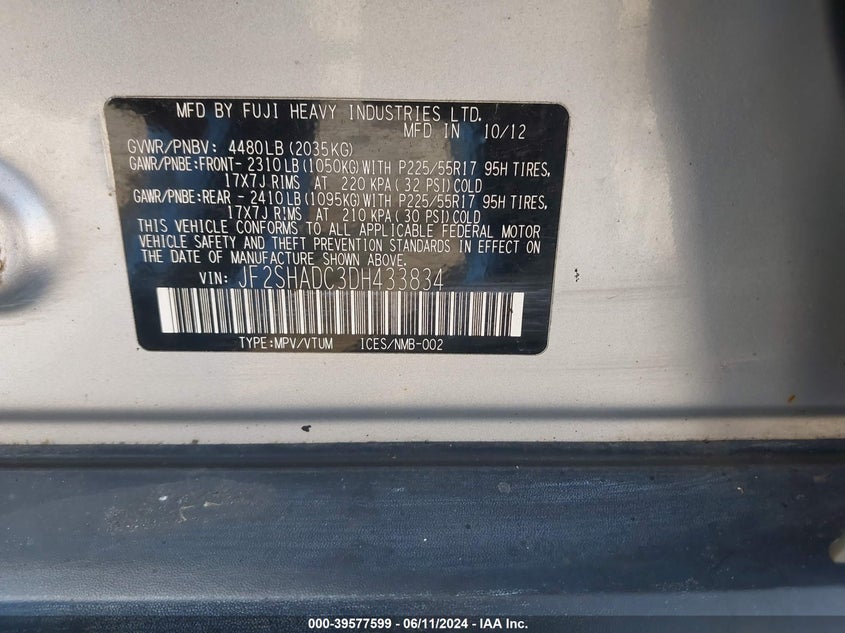 MFD BY FUJI HEAVY INDUSTRIES LTD.
MFD IN 10/12
GVWR/PNBV: 4480LB (2035KG)
GAWR/PNBE:FRONT- 2310LB (1050KG) WITH P225/55R17 95H TIRES,
17X7J RIMS AT 220 KPA (32 PSI) COLD
GAWR/PNBE:REAR - 2410LB (1095KG) WITH P225/55R17 95H TIRES,
17X7J RIMS AT 210 KPA (30 PSI) COLD
THIS VEHICLE CONFORMS TO ALL APPLICABLE FEDERAL MOTOR
VEHICLE SAFETY AND THEFT PREVENTION STANDARDS IN EFFECT ON
THE DATE OF MANUFACTURE SHOWN ABOVE.
VIN: JF2SHADC3DH433834
TYPE:MPV/VTUM ICES/NMB-002
000-39577599 - 06/11/2024 - IAA Inc.